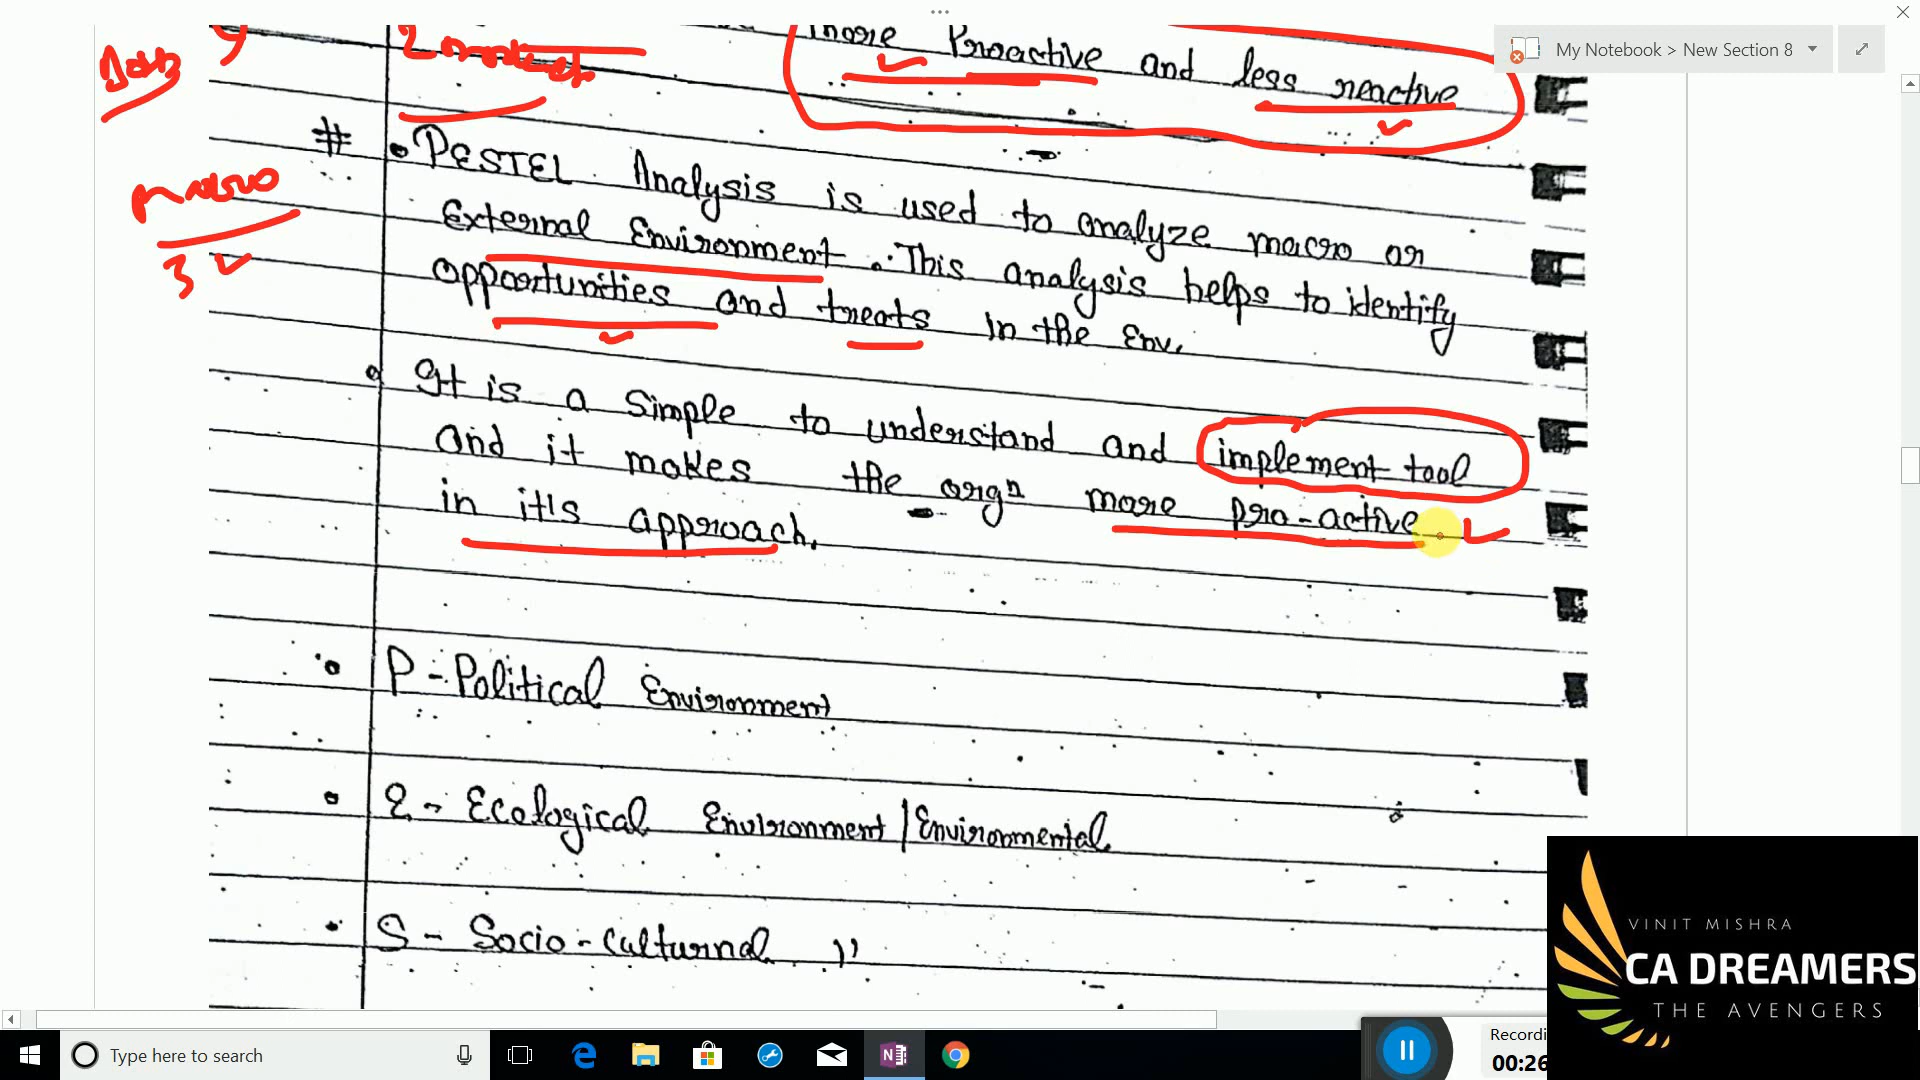 My Notebook > New Section 8
more Proactive and less reactive
# • PESTEL Analysis is used to analyze macro or
External Environment. This analysis helps to identify
opportunities and treats in the Env.
• It is a simple to understand and implement tool
and it makes the orgn more pro-active
in it's approach.
macro
3
• P - Political Environment
• E - Ecological Environment / Environmental
• S - Socio-Cultural "
VINIT MISHRA
CA DREAMERS
THE AVENGERS
Type here to search
Recordi
00:26